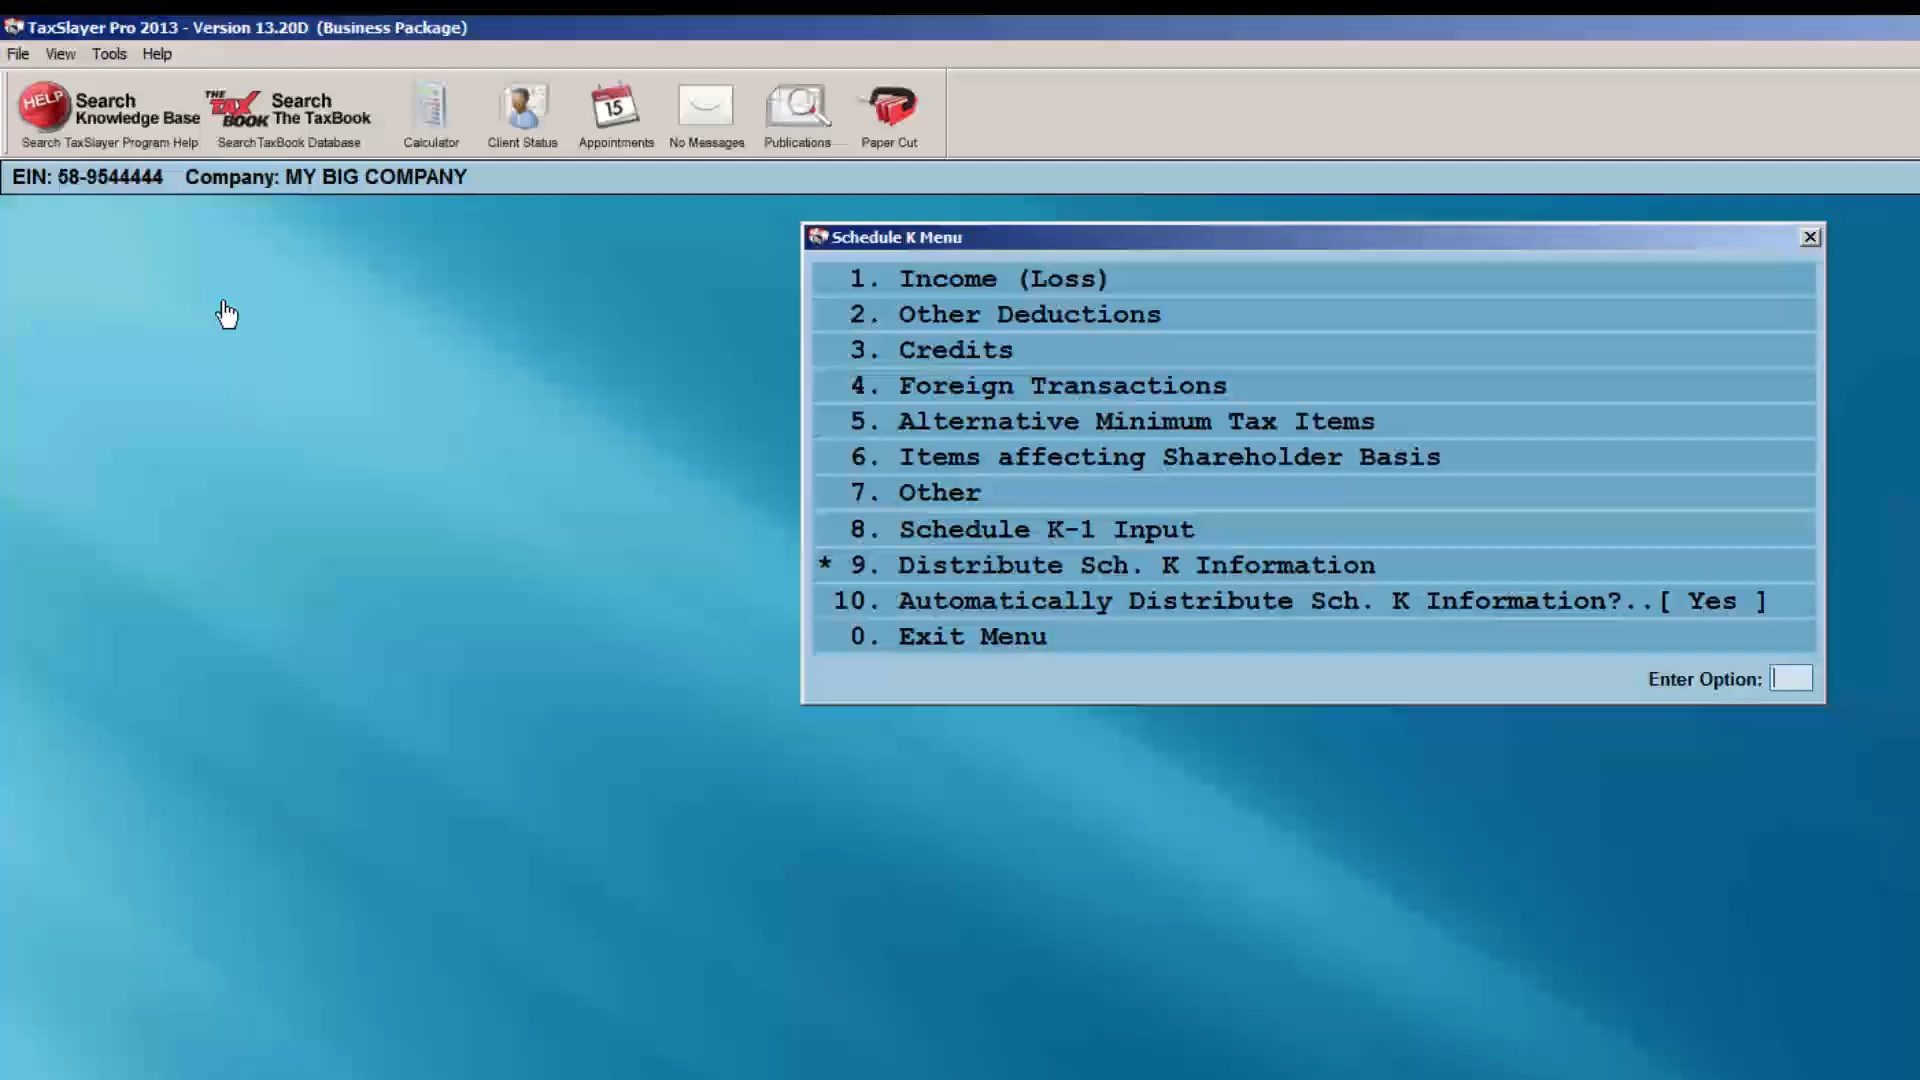 TaxSlayer Pro 2013 - Version 13.20D (Business Package)
File View Tools Help
HELP Search Knowledge Base
Search TaxSlayer Program Help
THE TAX BOOK Search The TaxBook
Search TaxBook Database
Calculator
Client Status
15
Appointments
No Messages
Publications
Paper Cut
EIN: 58-9544444 Company: MY BIG COMPANY
Schedule K Menu
1. Income (Loss)
2. Other Deductions
3. Credits
4. Foreign Transactions
5. Alternative Minimum Tax Items
6. Items affecting Shareholder Basis
7. Other
8. Schedule K-1 Input
* 9. Distribute Sch. K Information
10. Automatically Distribute Sch. K Information?..[ Yes ]
0. Exit Menu
Enter Option: